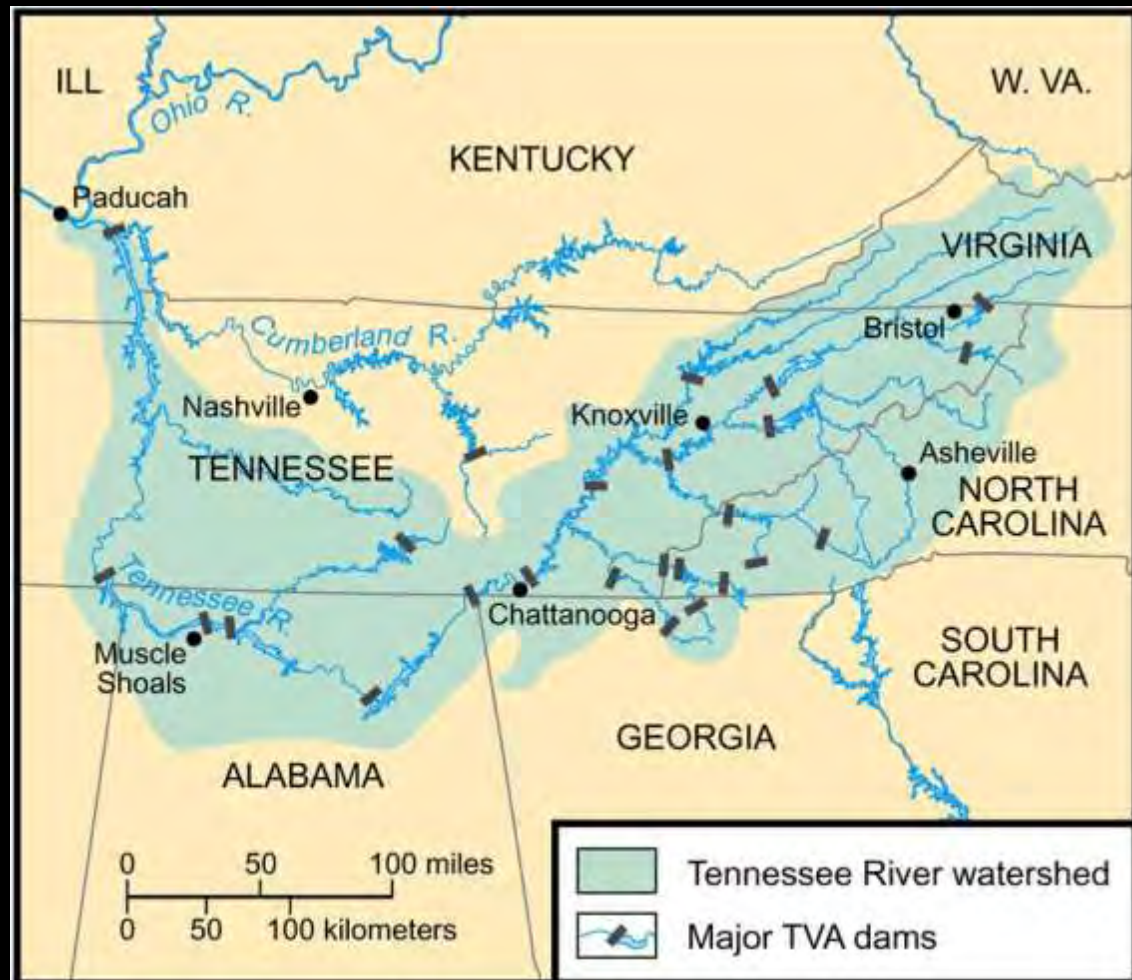 ILL
Ohio R.
W. VA.
KENTUCKY
Paducah
VIRGINIA
Bristol
Cumberland R.
Nashville
Knoxville
TENNESSEE
Asheville
NORTH
CAROLINA
Tennessee R.
Chattanooga
Muscle
Shoals
SOUTH
CAROLINA
GEORGIA
ALABAMA
0 50 100 miles
0 50 100 kilometers
Tennessee River watershed
Major TVA dams